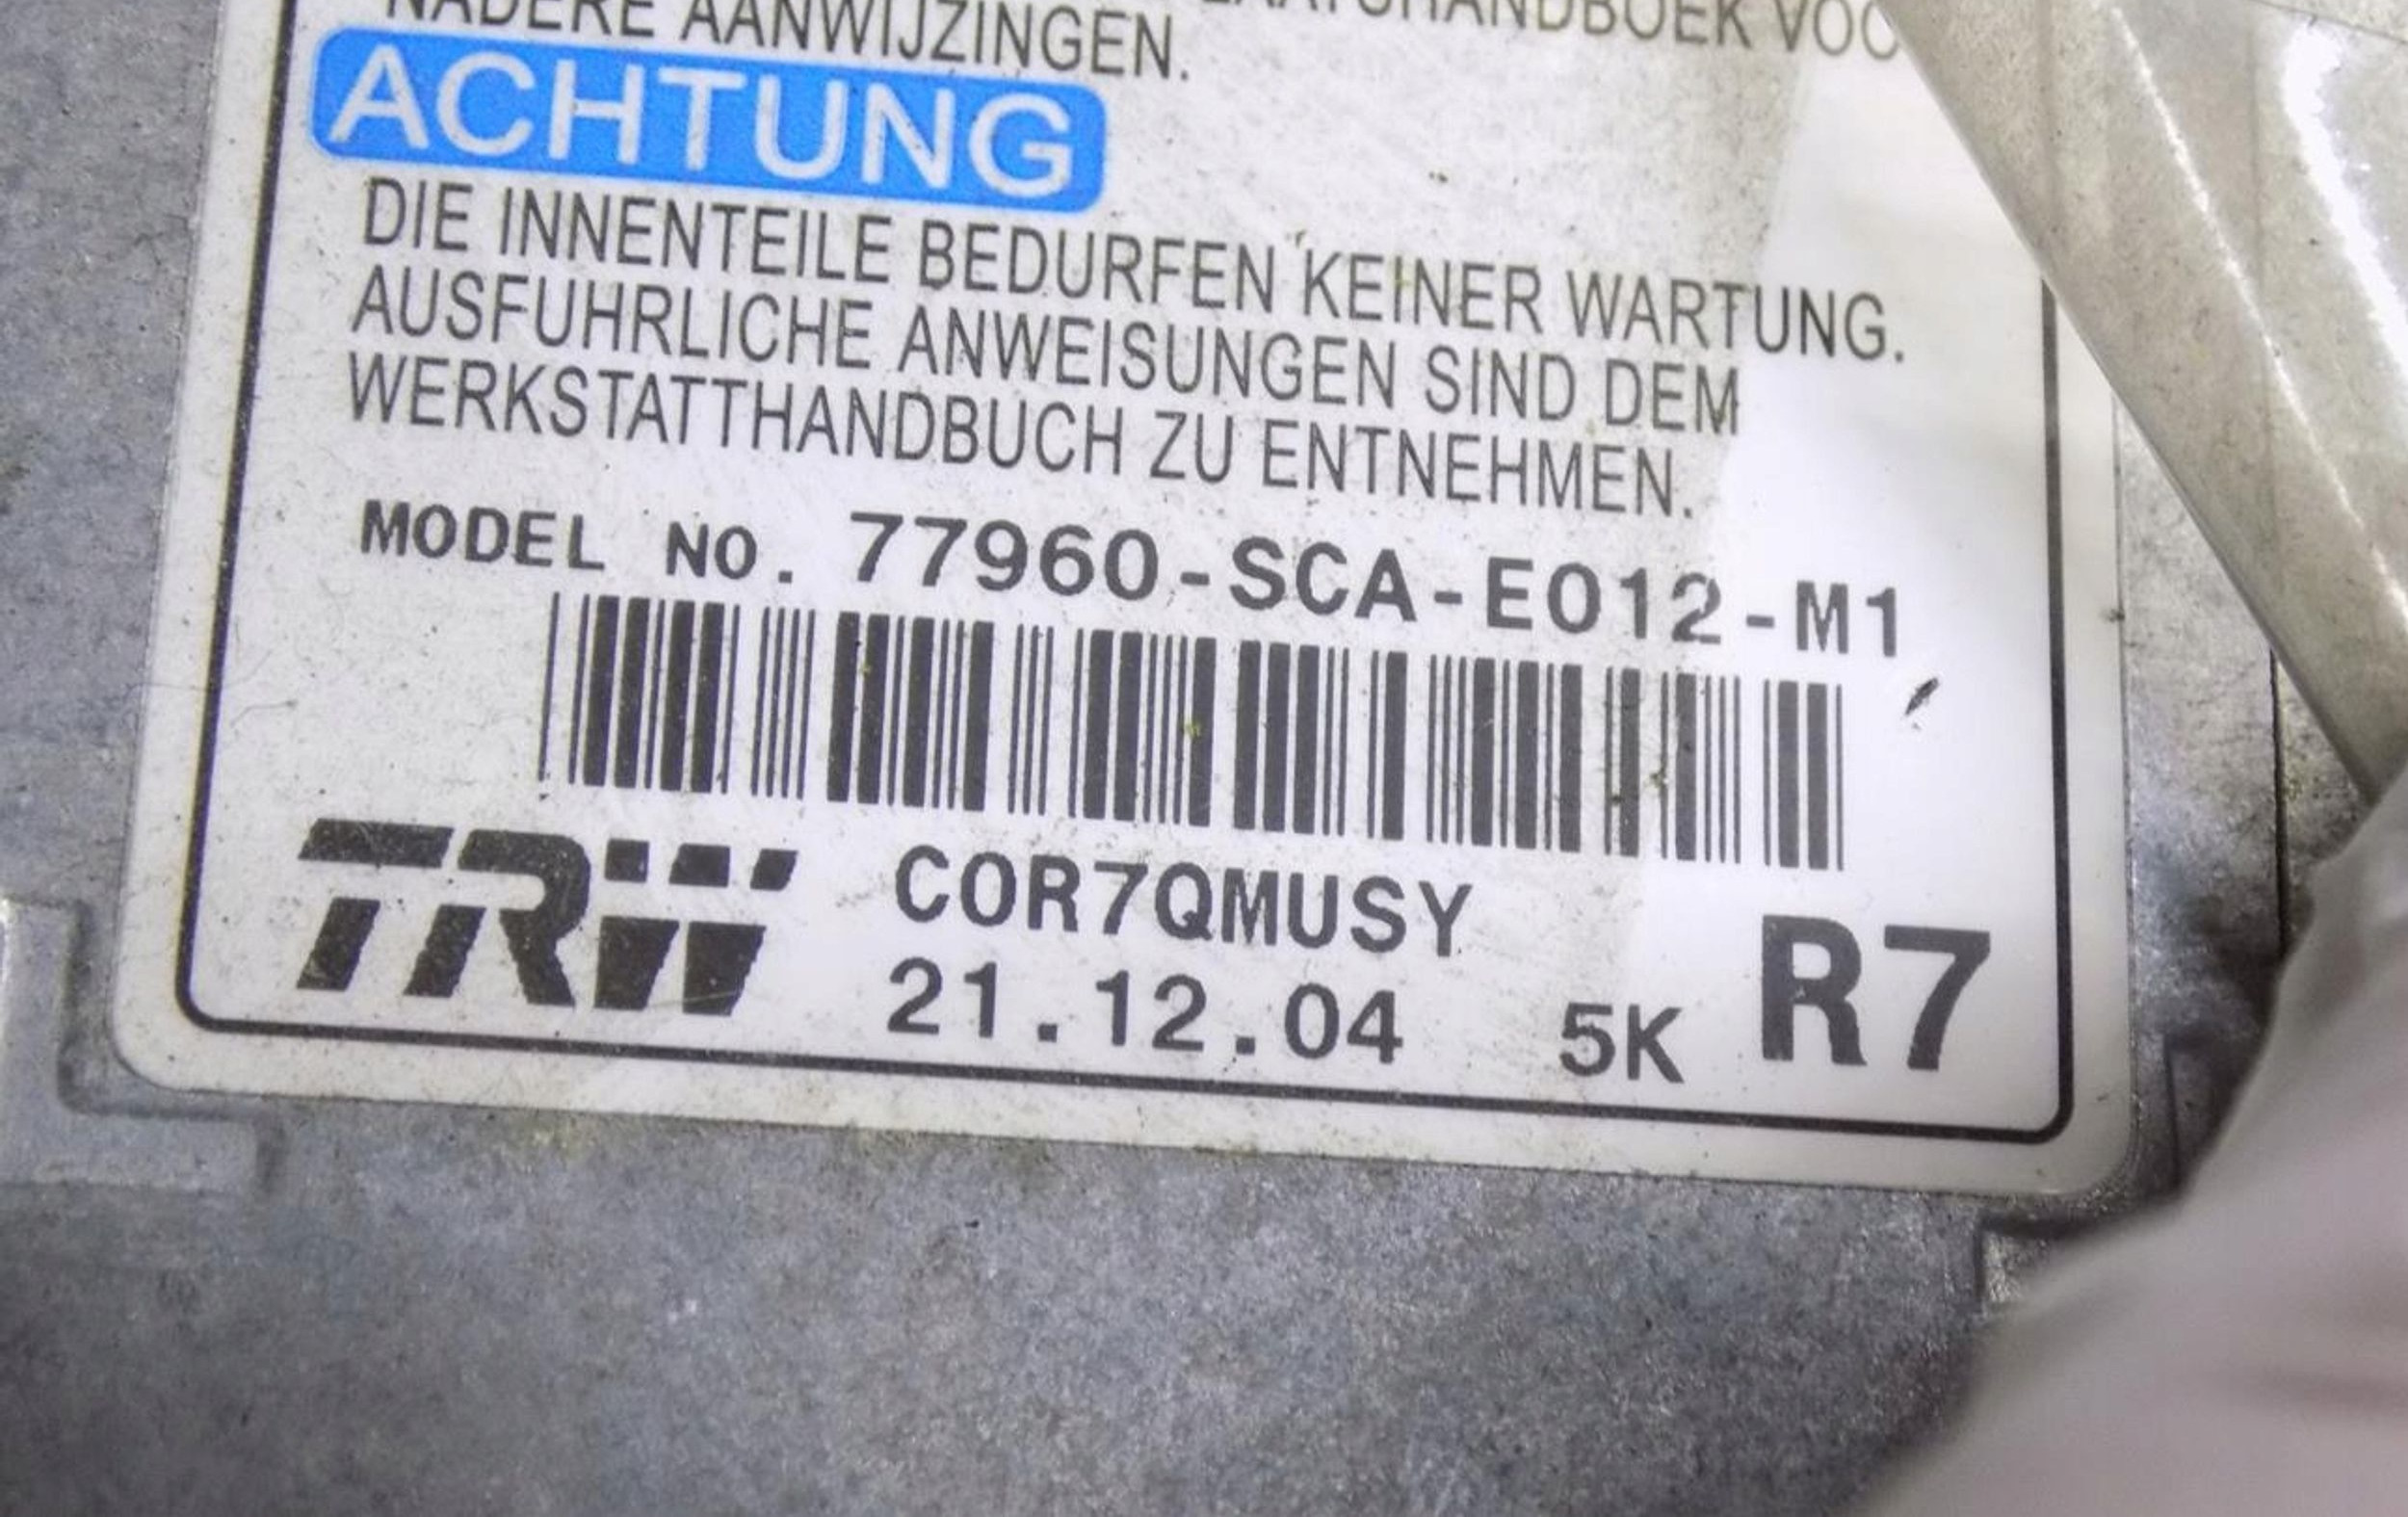 NADERE AANWIJZINGEN.
ACHTUNG
DIE INNENTEILE BEDURFEN KEINER WARTUNG.
AUSFUHRLICHE ANWEISUNGEN SIND DEM
WERKSTATTHANDBUCH ZU ENTNEHMEN.
MODEL NO. 77960-SCA-E012-M1
TRW
COR7QMUSY
21.12.04 5K R7